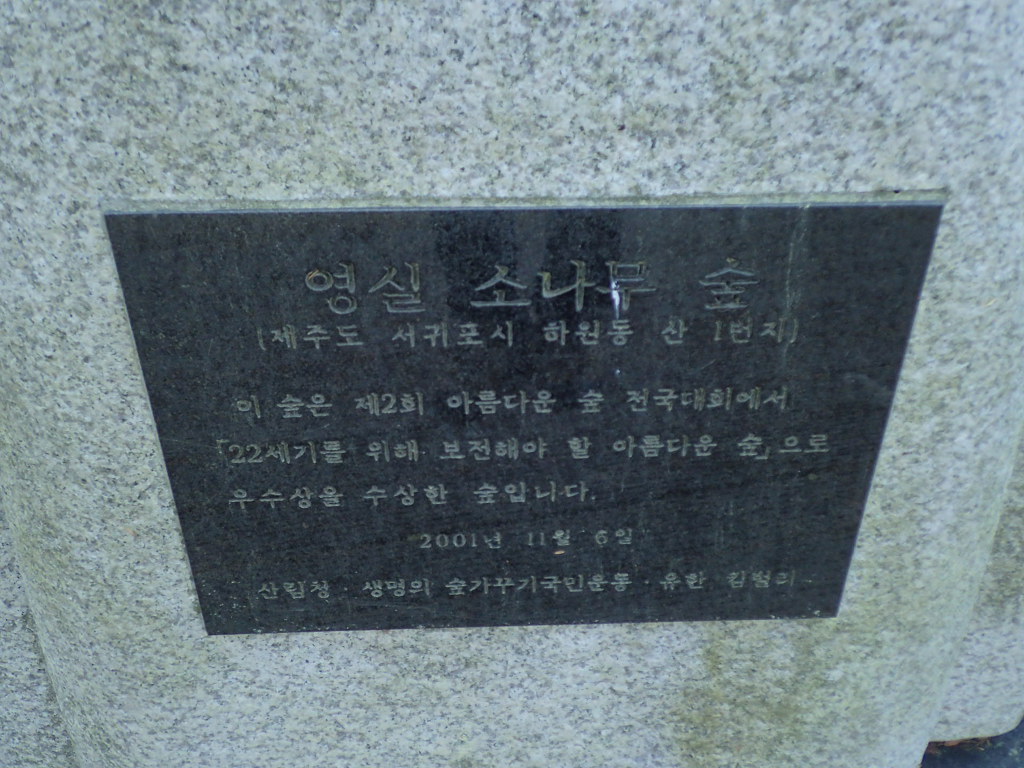 영실 소나무 숲
(제주도 서귀포시 하원동 산 1번지)
이 숲은 제2회 아름다운 숲 전국대회에서
「22세기를 위해 보전해야 할 아름다운 숲」으로
우수상을 수상한 숲입니다.
2001년 11월 6일
산림청·생명의 숲가꾸기국민운동·유한 킴벌리